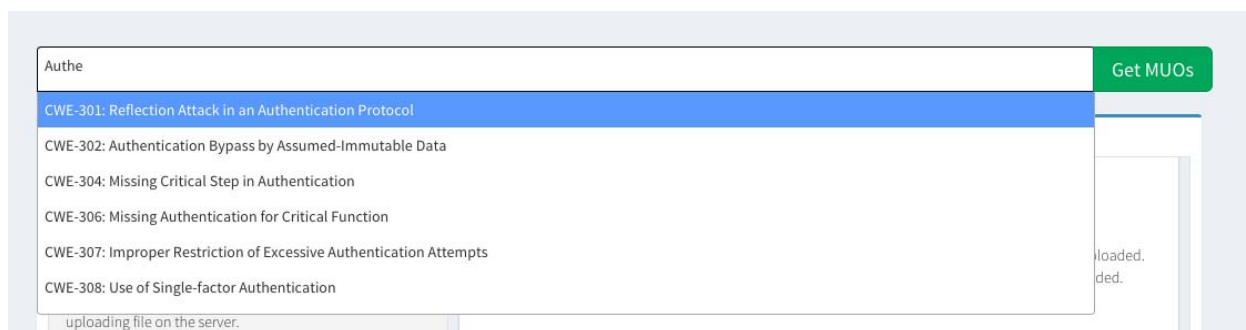 Authe
Get MUOs
CWE-301: Reflection Attack in an Authentication Protocol
CWE-302: Authentication Bypass by Assumed-Immutable Data
CWE-304: Missing Critical Step in Authentication
CWE-306: Missing Authentication for Critical Function
CWE-307: Improper Restriction of Excessive Authentication Attempts
loaded.
CWE-308: Use of Single-factor Authentication
ded.
uploading file on the server.